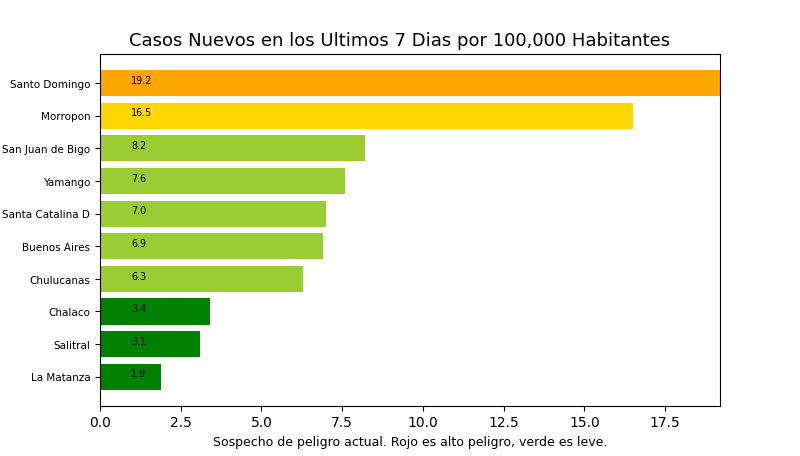 Casos Nuevos en los Ultimos 7 Dias por 100,000 Habitantes
Santo Domingo 19.2
Morropon 16.5
San Juan de Bigo 8.2
Yamango 7.6
Santa Catalina D 7.0
Buenos Aires 6.9
Chulucanas 6.3
Chalaco 3.4
Salitral 3.1
La Matanza 1.9
0.0 2.5 5.0 7.5 10.0 12.5 15.0 17.5
Sospecho de peligro actual. Rojo es alto peligro, verde es leve.